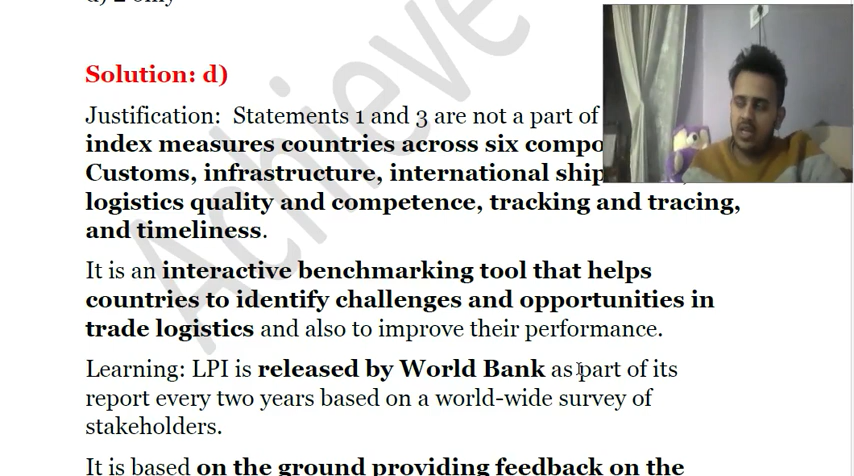 d) 2 only
Solution: d)
Justification: Statements 1 and 3 are not a part of
index measures countries across six compo
Customs, infrastructure, international ship
logistics quality and competence, tracking and tracing,
and timeliness.
It is an interactive benchmarking tool that helps
countries to identify challenges and opportunities in
trade logistics and also to improve their performance.
Learning: LPI is released by World Bank as part of its
report every two years based on a world-wide survey of
stakeholders.
It is based on the ground providing feedback on the
Achieve